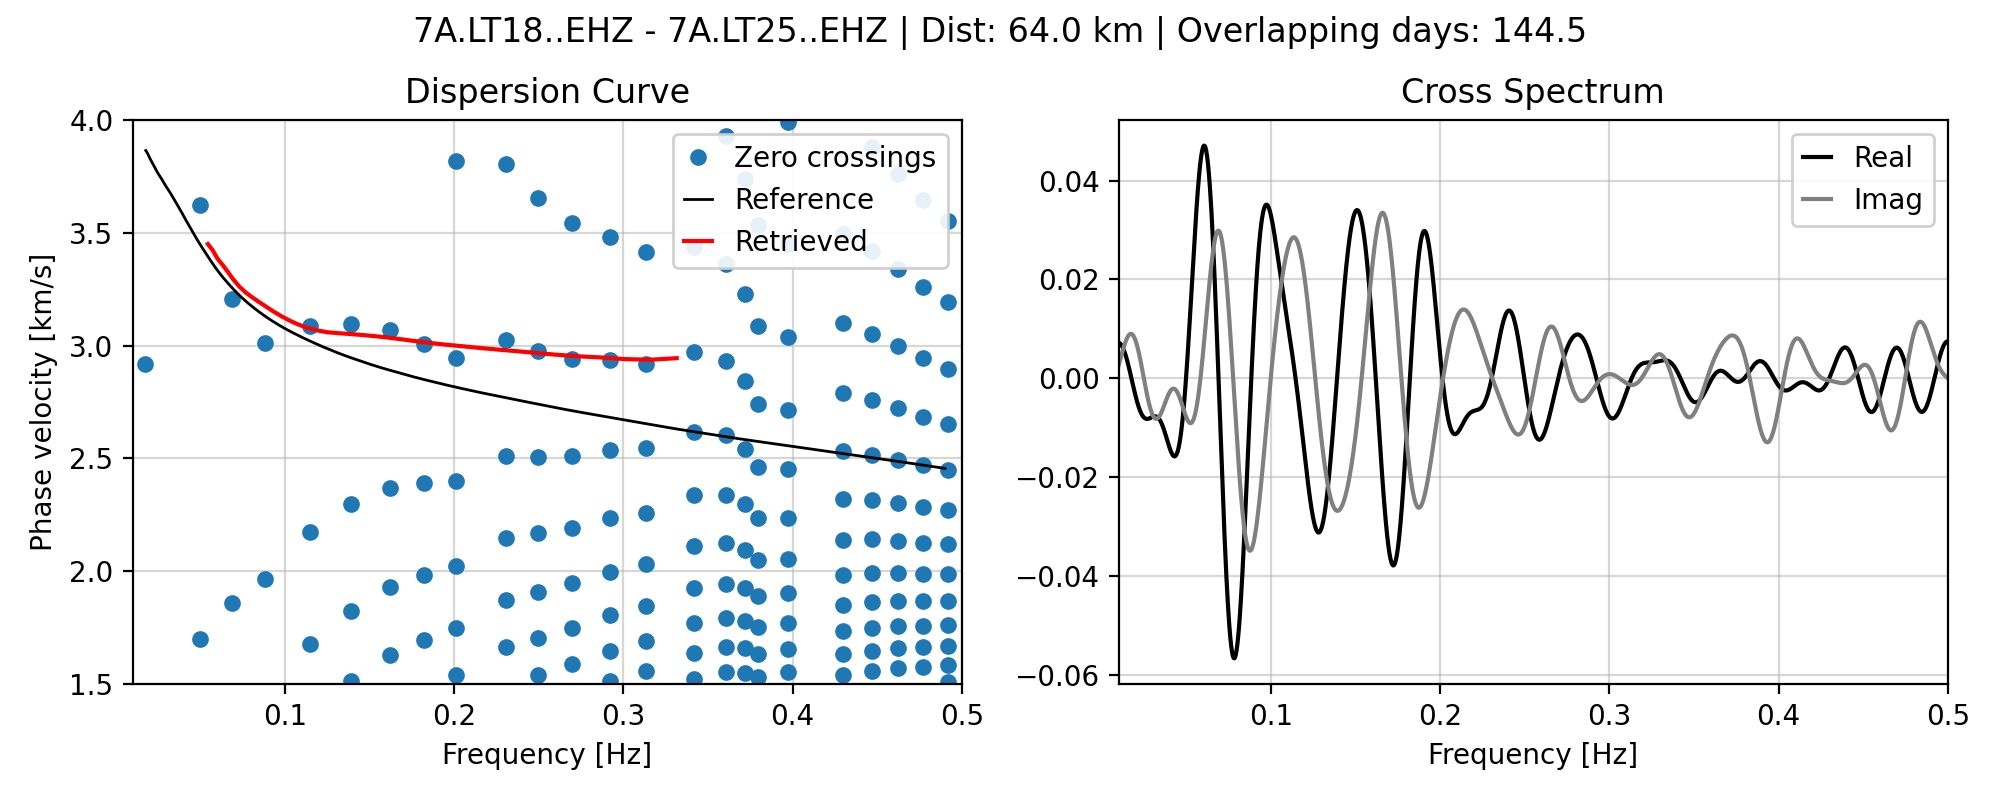 7A.LT18..EHZ - 7A.LT25..EHZ | Dist: 64.0 km | Overlapping days: 144.5
Dispersion Curve
Phase velocity [km/s]
4.0
3.5
3.0
2.5
2.0
1.5
0.1
0.2
0.3
0.4
0.5
Frequency [Hz]
Zero crossings
Reference
Retrieved
Cross Spectrum
0.04
0.02
0.00
−0.02
−0.04
−0.06
0.1
0.2
0.3
0.4
0.5
Frequency [Hz]
Real
Imag